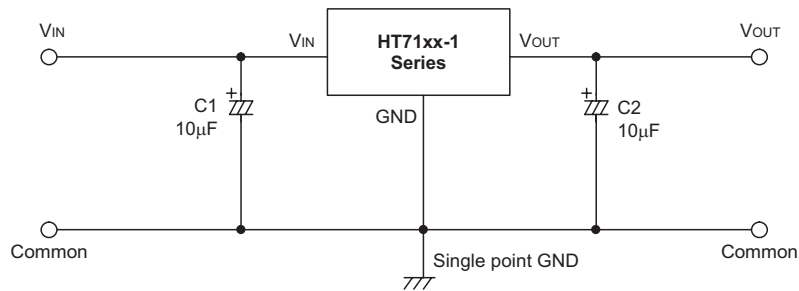 VIN
VIN
HT71xx-1
Series
VOUT
VOUT
C1
10μF
GND
C2
10μF
Common
Single point GND
Common